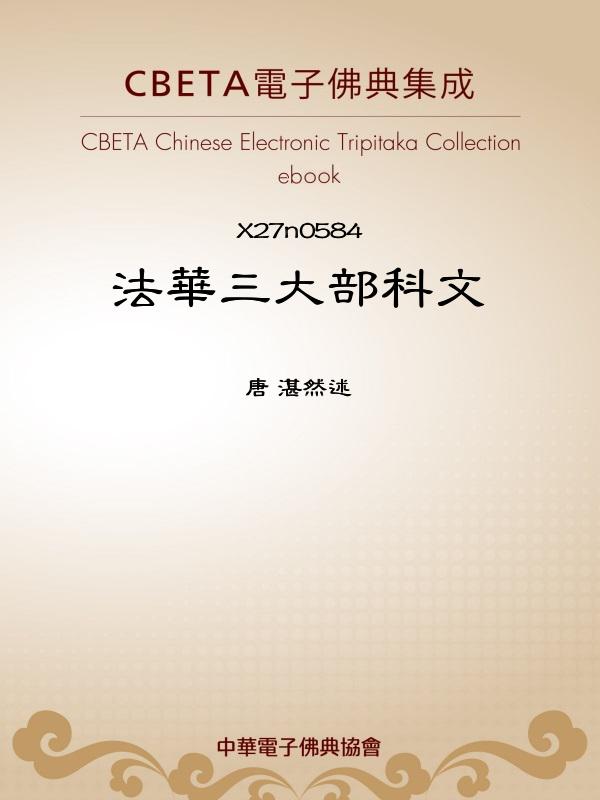 CBETA電子佛典集成
CBETA Chinese Electronic Tripitaka Collection
ebook
X27n0584
法華三大部科文
唐 湛然述
中華電子佛典協會